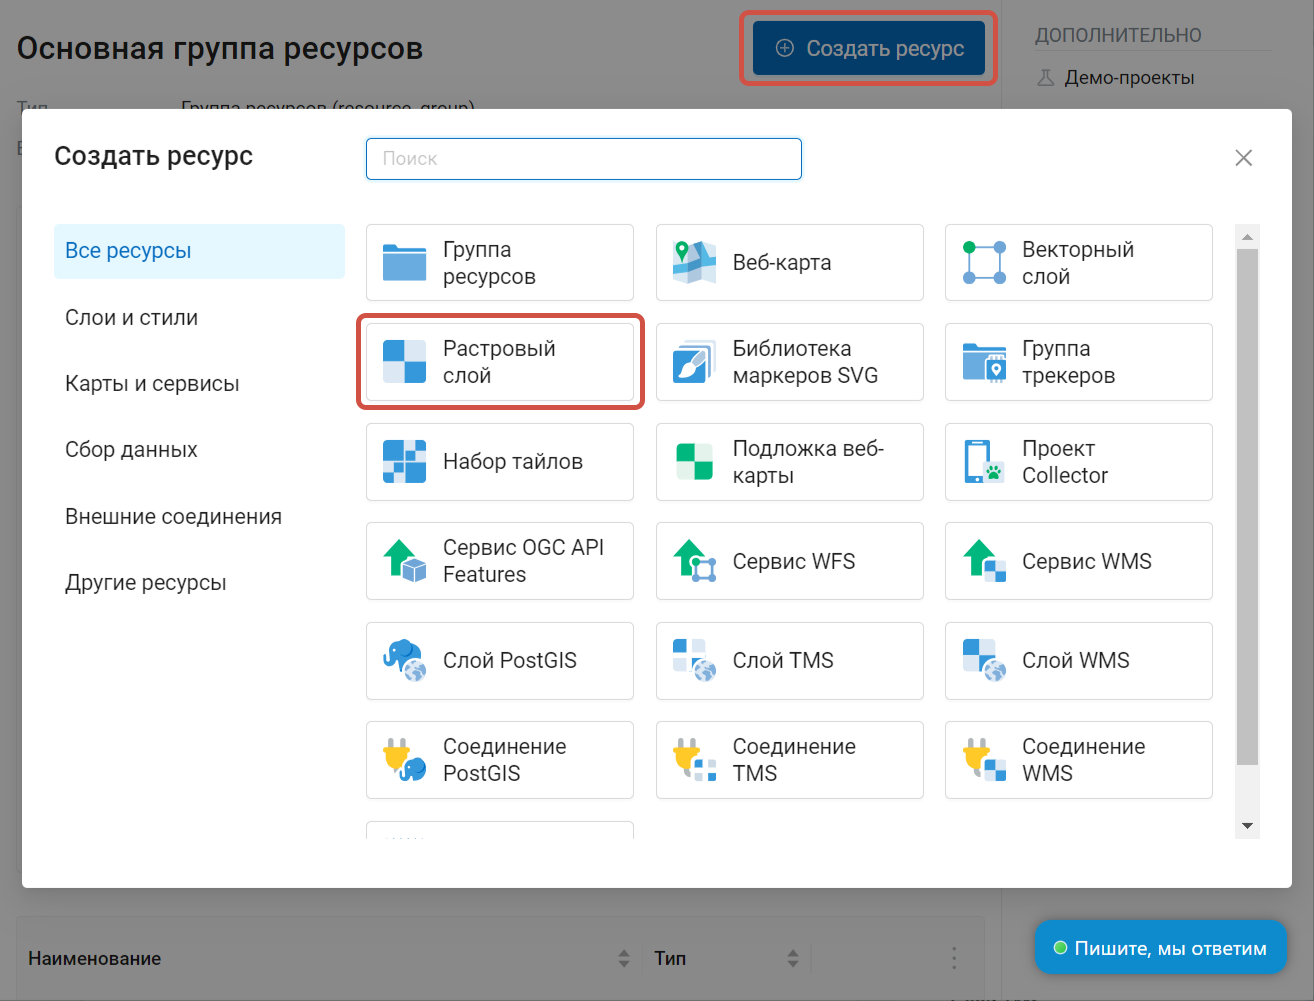 Основная группа ресурсов
Создать ресурс
ДОПОЛНИТЕЛЬНО
Демо-проекты
Тип
Группа ресурсов (resource_group)
Создать ресурс
Поиск
Все ресурсы
Слои и стили
Карты и сервисы
Сбор данных
Внешние соединения
Другие ресурсы
Группа
ресурсов
Веб-карта
Векторный
слой
Растровый
слой
Библиотека
маркеров SVG
Группа
трекеров
Набор тайлов
Подложка веб-
карты
Проект
Collector
Сервис OGC API
Features
Сервис WFS
Сервис WMS
Слой PostGIS
Слой TMS
Слой WMS
Соединение
PostGIS
Соединение
TMS
Соединение
WMS
Наименование
Тип
Пишите, мы ответим